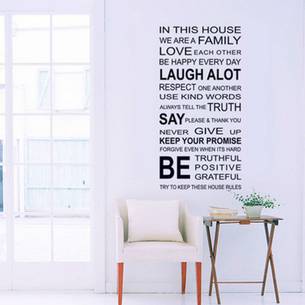 IN THIS HOUSE
WE ARE A FAMILY
LOVE EACH OTHER
BE HAPPY EVERY DAY
LAUGH ALOT
RESPECT ONE ANOTHER
USE KIND WORDS
ALWAYS TELL THE TRUTH
SAY PLEASE & THANK YOU
NEVER GIVE UP
KEEP YOUR PROMISE
FORGIVE EVEN WHEN ITS HARD
BE TRUTHFUL
POSITIVE
GRATEFUL
TRY TO KEEP THESE HOUSE RULES